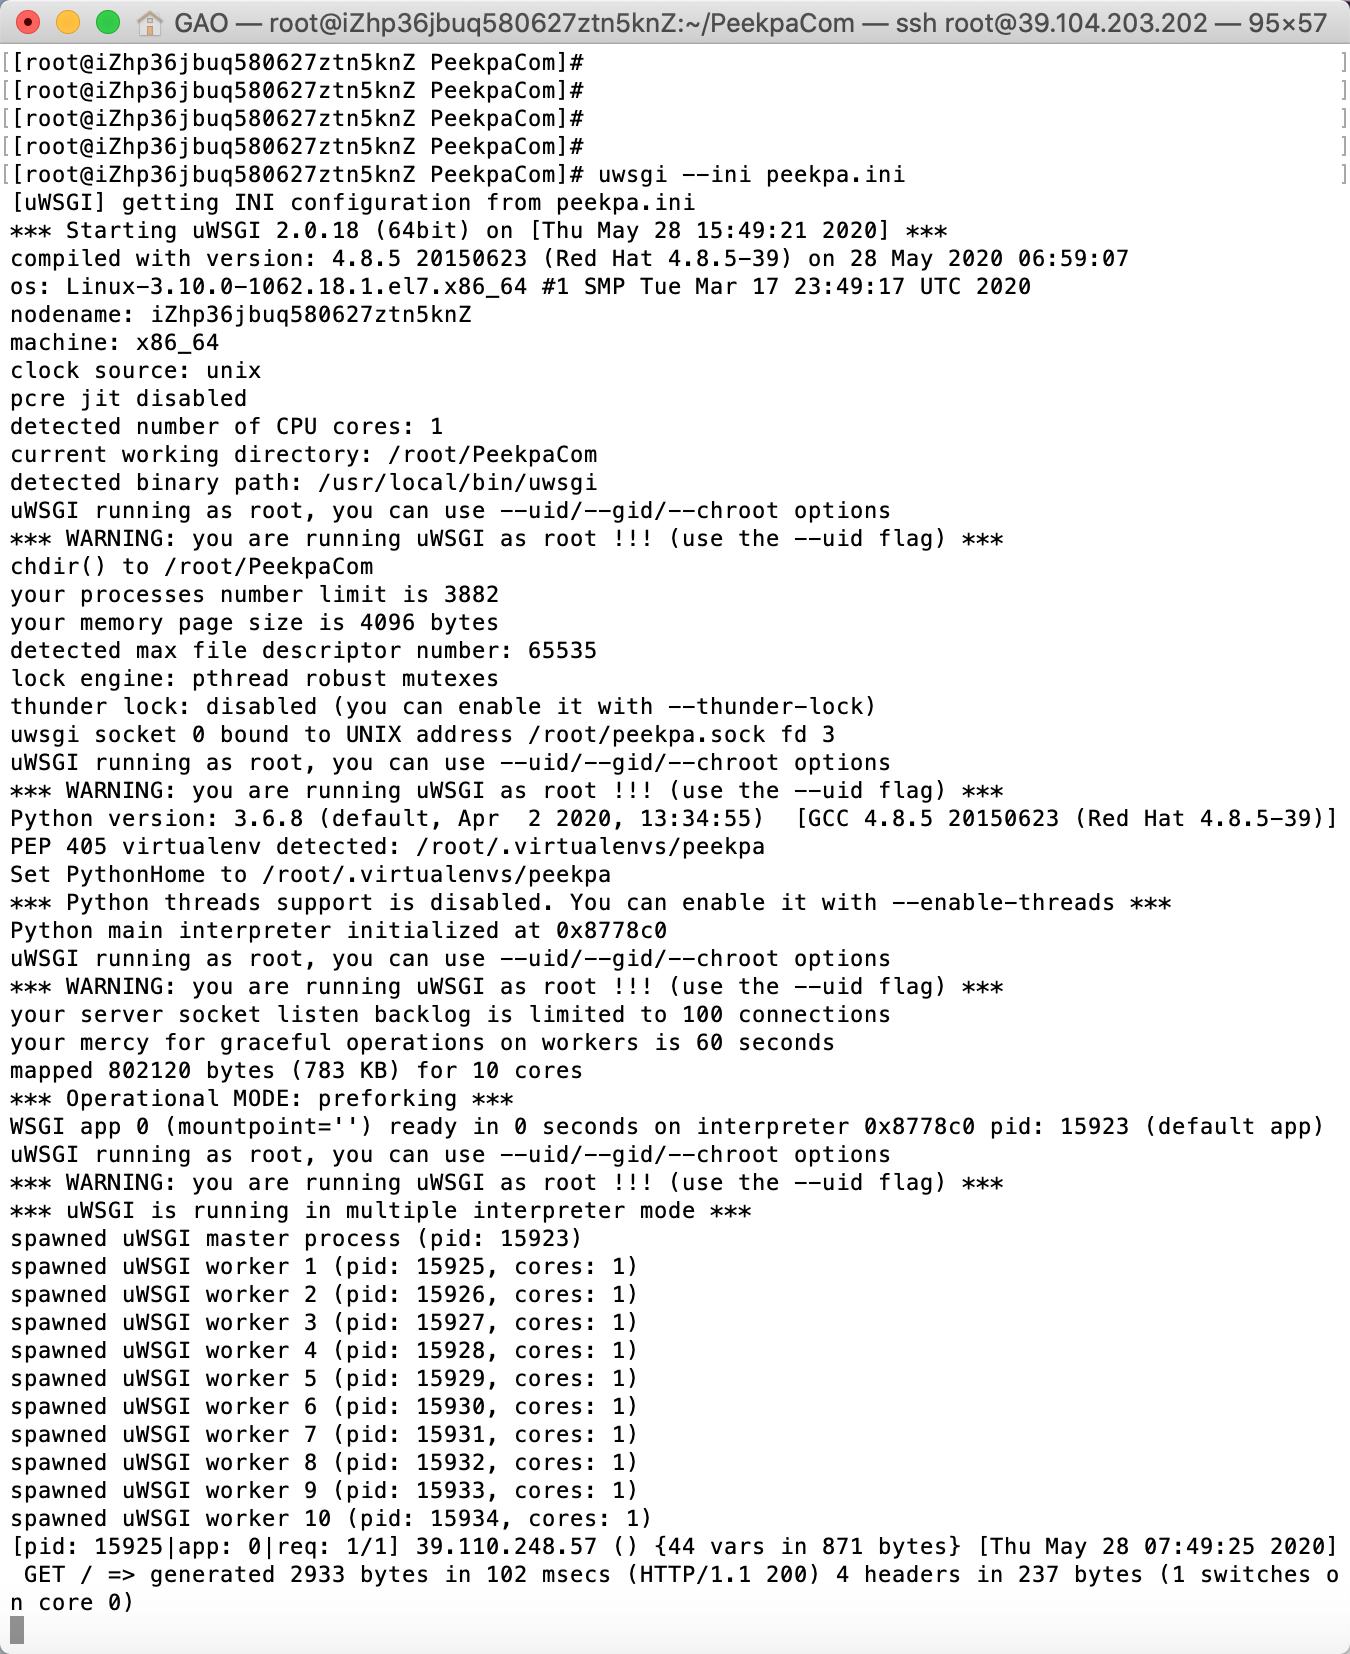 GAO — root@iZhp36jbuq580627ztn5knZ:~/PeekpaCom — ssh root@39.104.203.202 — 95×57
[[root@iZhp36jbuq580627ztn5knZ PeekpaCom]# ]
[[root@iZhp36jbuq580627ztn5knZ PeekpaCom]# ]
[[root@iZhp36jbuq580627ztn5knZ PeekpaCom]# ]
[[root@iZhp36jbuq580627ztn5knZ PeekpaCom]# ]
[[root@iZhp36jbuq580627ztn5knZ PeekpaCom]# uwsgi --ini peekpa.ini ]
[uWSGI] getting INI configuration from peekpa.ini
*** Starting uWSGI 2.0.18 (64bit) on [Thu May 28 15:49:21 2020] ***
compiled with version: 4.8.5 20150623 (Red Hat 4.8.5-39) on 28 May 2020 06:59:07
os: Linux-3.10.0-1062.18.1.el7.x86_64 #1 SMP Tue Mar 17 23:49:17 UTC 2020
nodename: iZhp36jbuq580627ztn5knZ
machine: x86_64
clock source: unix
pcre jit disabled
detected number of CPU cores: 1
current working directory: /root/PeekpaCom
detected binary path: /usr/local/bin/uwsgi
uWSGI running as root, you can use --uid/--gid/--chroot options
*** WARNING: you are running uWSGI as root !!! (use the --uid flag) ***
chdir() to /root/PeekpaCom
your processes number limit is 3882
your memory page size is 4096 bytes
detected max file descriptor number: 65535
lock engine: pthread robust mutexes
thunder lock: disabled (you can enable it with --thunder-lock)
uwsgi socket 0 bound to UNIX address /root/peekpa.sock fd 3
uWSGI running as root, you can use --uid/--gid/--chroot options
*** WARNING: you are running uWSGI as root !!! (use the --uid flag) ***
Python version: 3.6.8 (default, Apr  2 2020, 13:34:55)  [GCC 4.8.5 20150623 (Red Hat 4.8.5-39)]
PEP 405 virtualenv detected: /root/.virtualenvs/peekpa
Set PythonHome to /root/.virtualenvs/peekpa
*** Python threads support is disabled. You can enable it with --enable-threads ***
Python main interpreter initialized at 0x8778c0
uWSGI running as root, you can use --uid/--gid/--chroot options
*** WARNING: you are running uWSGI as root !!! (use the --uid flag) ***
your server socket listen backlog is limited to 100 connections
your mercy for graceful operations on workers is 60 seconds
mapped 802120 bytes (783 KB) for 10 cores
*** Operational MODE: preforking ***
WSGI app 0 (mountpoint='') ready in 0 seconds on interpreter 0x8778c0 pid: 15923 (default app)
uWSGI running as root, you can use --uid/--gid/--chroot options
*** WARNING: you are running uWSGI as root !!! (use the --uid flag) ***
*** uWSGI is running in multiple interpreter mode ***
spawned uWSGI master process (pid: 15923)
spawned uWSGI worker 1 (pid: 15925, cores: 1)
spawned uWSGI worker 2 (pid: 15926, cores: 1)
spawned uWSGI worker 3 (pid: 15927, cores: 1)
spawned uWSGI worker 4 (pid: 15928, cores: 1)
spawned uWSGI worker 5 (pid: 15929, cores: 1)
spawned uWSGI worker 6 (pid: 15930, cores: 1)
spawned uWSGI worker 7 (pid: 15931, cores: 1)
spawned uWSGI worker 8 (pid: 15932, cores: 1)
spawned uWSGI worker 9 (pid: 15933, cores: 1)
spawned uWSGI worker 10 (pid: 15934, cores: 1)
[pid: 15925|app: 0|req: 1/1] 39.110.248.57 () {44 vars in 871 bytes} [Thu May 28 07:49:25 2020]
 GET / => generated 2933 bytes in 102 msecs (HTTP/1.1 200) 4 headers in 237 bytes (1 switches o
n core 0)